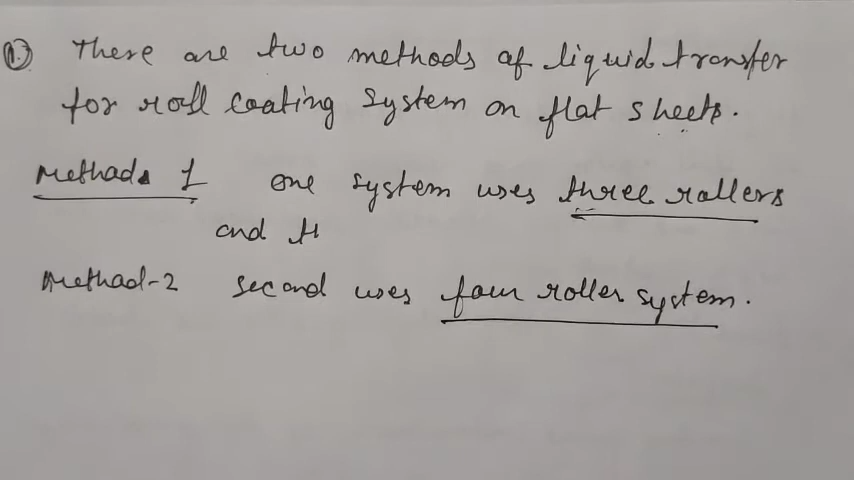 1.) There are two methods of liquid transfer
for roll coating system on flat sheets.
Method 1 one system uses three rollers
and H
Method-2 second uses four roller system.